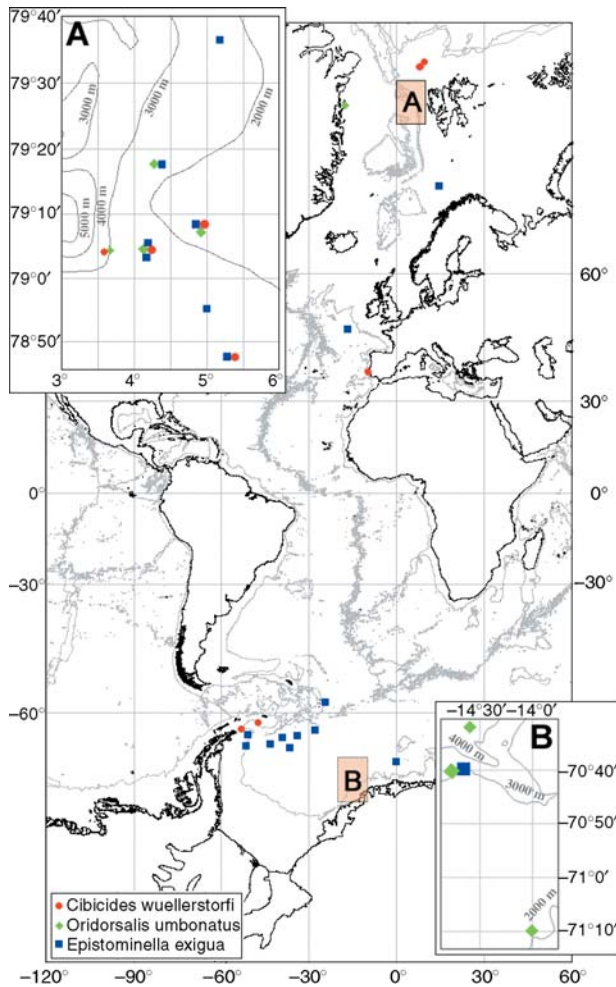 79°40′
79°30′
79°20′
79°10′
79°0′
78°50′
3°
4°
5°
6°
A
3000 m
3000 m
2000 m
5000 m
4000 m
A
60°
30°
0°
0°
−30°
−30°
−60°
B
−14°30′ −14°0′
B
4000 m
3000 m
2000 m
−70°40′
−70°50′
−71°0′
−71°10′
Cibicides wuellerstorfi
Oridorsalis umbonatus
Epistominella exigua
−120
−90
−60
−30
0°
30
60